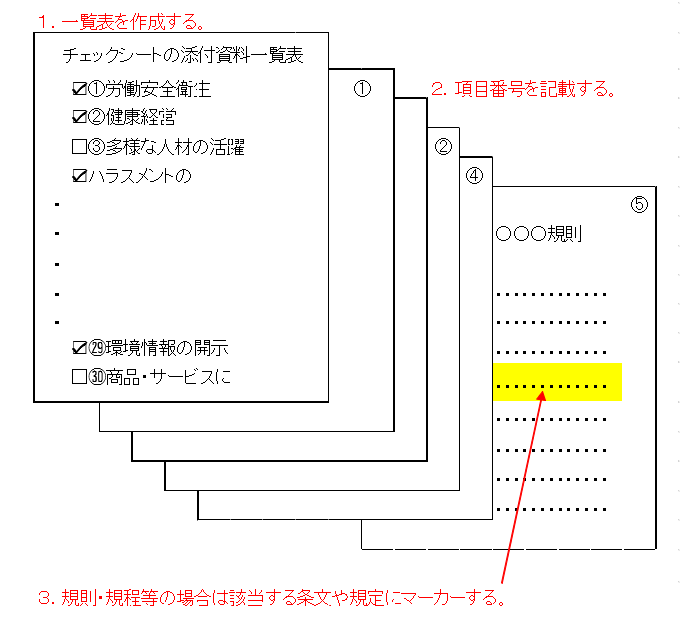 1．一覧表を作成する。
チェックシートの添付資料一覧表
☑①労働安全衛生
☑②健康経営
□③多様な人材の活躍
☑ハラスメントの
・
・
・
・
・
☑㉙環境情報の開示
□㉚商品・サービスに
①
2．項目番号を記載する。
②
④
⑤
○○○規則
・・・・・・・・・・・・・
・・・・・・・・・・・・・
・・・・・・・・・・・・・
・・・・・・・・・・・・・
・・・・・・・・・・・・・
・・・・・・・・・・・・・
・・・・・・・・・・・・・
・・・・・・・・・・・・・
3．規則・規程等の場合は該当する条文や規定にマーカーする。